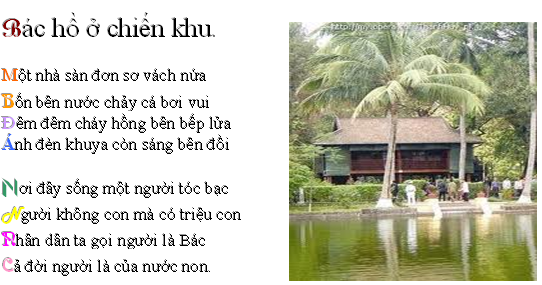 Bác hồ ở chiến khu.
Một nhà sàn đơn sơ vách nứa
Bốn bên nước chảy cá bơi vui
Đêm đêm cháy hồng bên bếp lửa
Ánh đèn khuya còn sáng bên đồi
Nơi đây sống một người tóc bạc
Người không con mà có triệu con
Nhân dân ta gọi người là Bác
Cả đời người là của nước non.